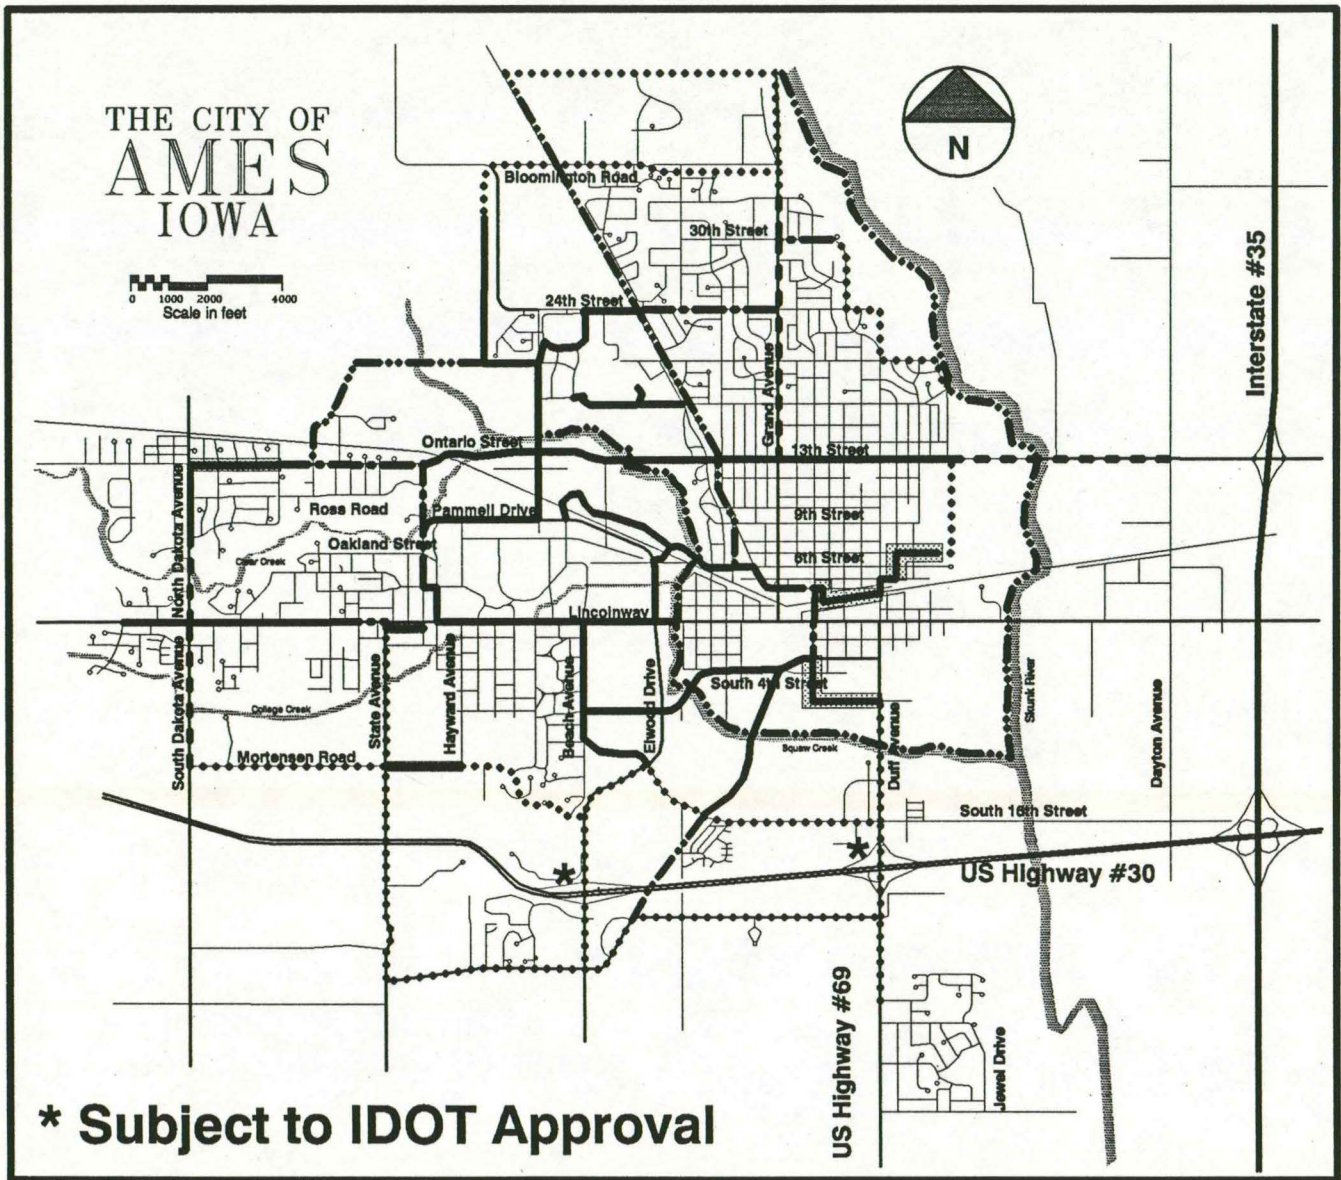 THE CITY OF
AMES
IOWA
0 1000 2000 4000
Scale in feet
N
Bloomington Road
30th Street
24th Street
Interstate #35
Grand Avenue
Ontario Street
13th Street
North Dakota Avenue
Ross Road
Pammell Drive
9th Street
Oakland Street
6th Street
Clear Creek
Lincolnway
South Dakota Avenue
State Avenue
Hayward Avenue
Beach Avenue
Elwood Drive
South 4th Street
Skunk River
College Creek
Duff Avenue
Dayton Avenue
Squaw Creek
Mortensen Road
South 16th Street
*
*
US Highway #30
US Highway #69
Jewel Drive
* Subject to IDOT Approval